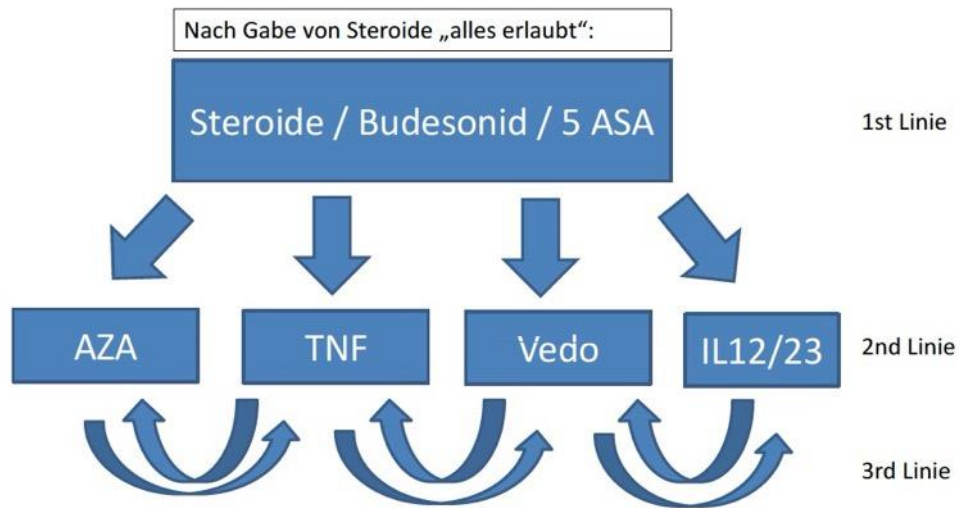 Nach Gabe von Steroide „alles erlaubt“:
Steroide / Budesonid / 5 ASA
1st Linie
AZA
TNF
Vedo
IL12/23
2nd Linie
3rd Linie